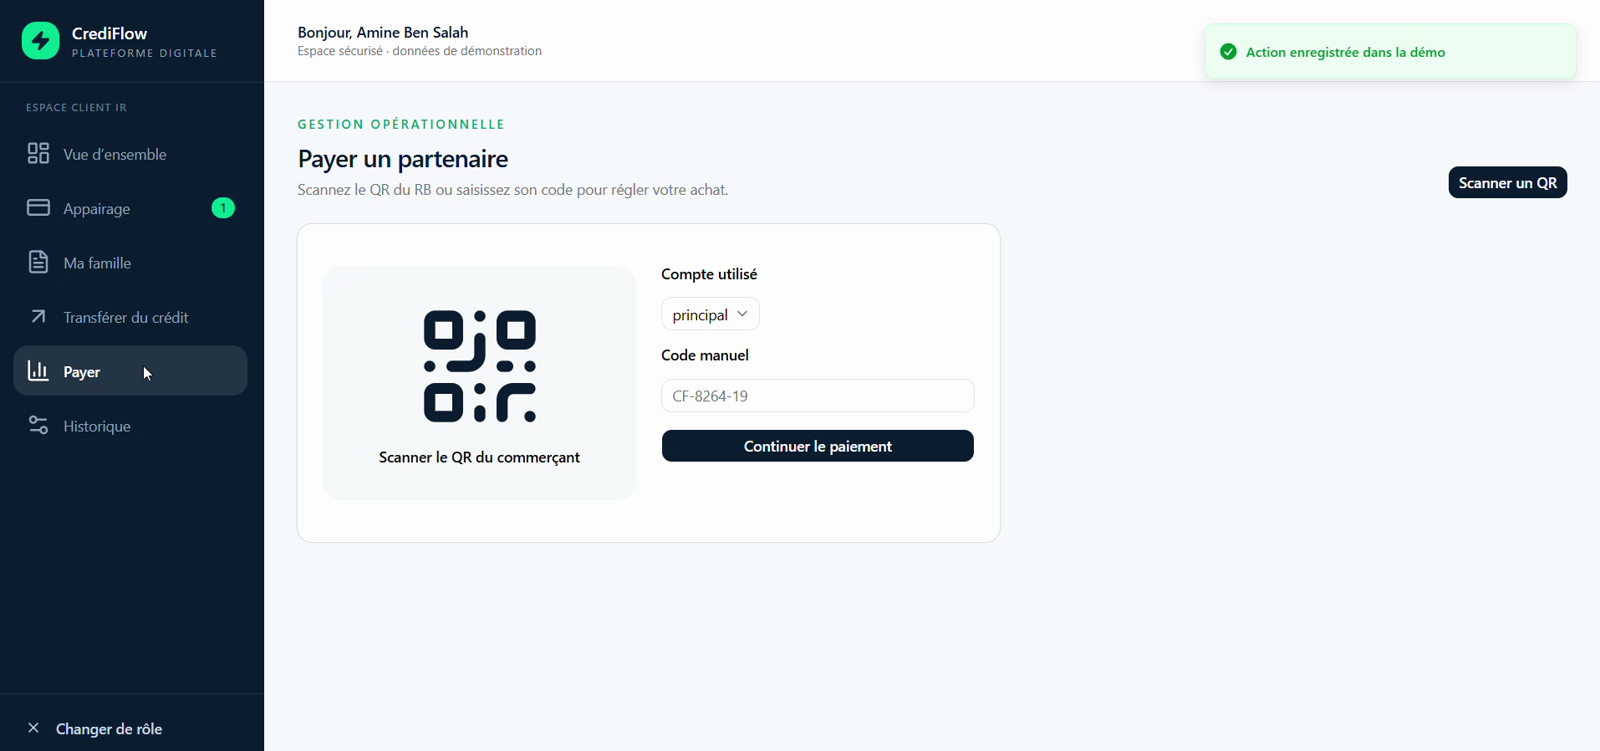 CrediFlow
PLATEFORME DIGITALE
ESPACE CLIENT IR
Vue d'ensemble
Appairage 1
Ma famille
Transférer du crédit
Payer
Historique
Changer de rôle
Bonjour, Amine Ben Salah
Espace sécurisé · données de démonstration
Action enregistrée dans la démo
GESTION OPÉRATIONNELLE
Payer un partenaire
Scannez le QR du RB ou saisissez son code pour régler votre achat.
Scanner un QR
Scanner le QR du commerçant
Compte utilisé
principal
Code manuel
CF-8264-19
Continuer le paiement